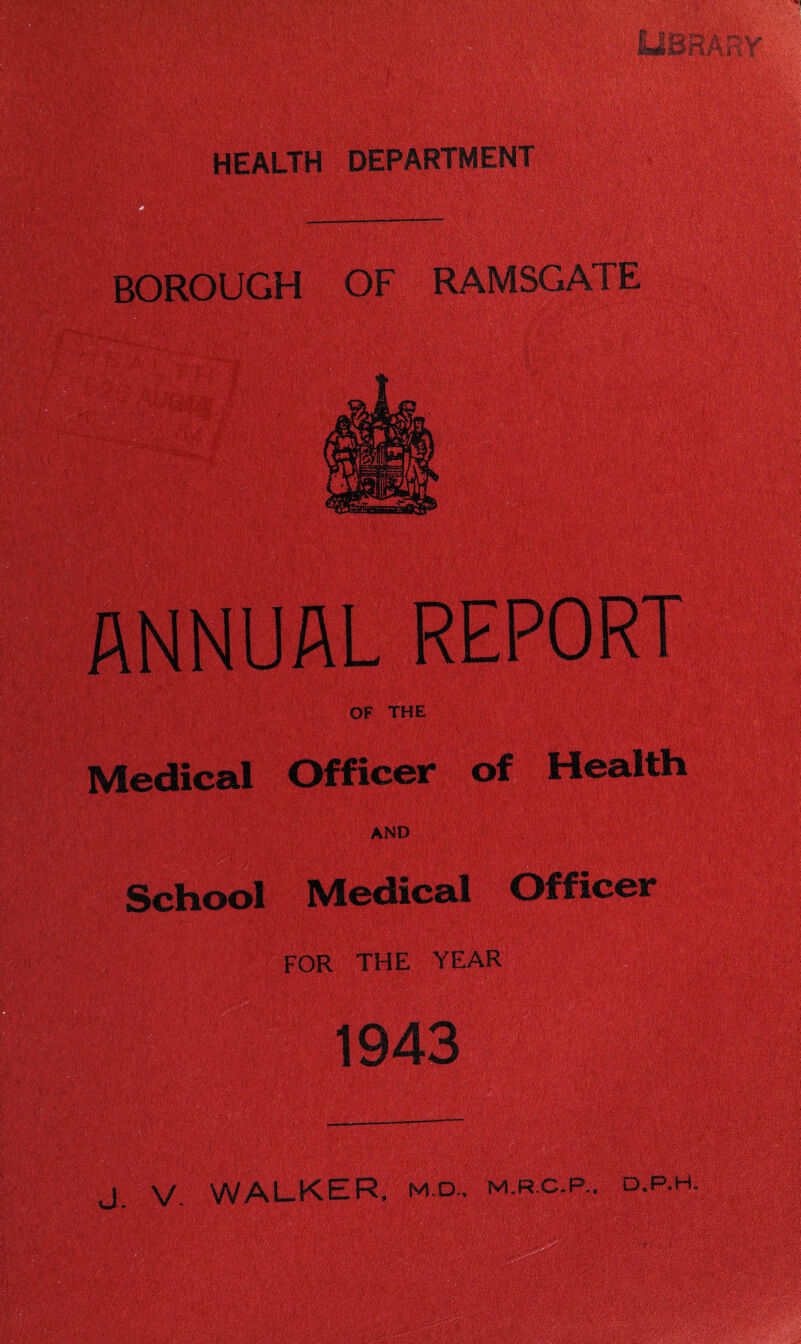 LIBRARY
HEALTH DEPARTMENT
BOROUGH OF RAMSGATE
HEALTH
ANNUAL REPORT
OF THE
Medical Officer of Health
AND
School Medical Officer
FOR THE YEAR
1943
J. V. WALKER, M.D., M.R.C.P., D.P.H.